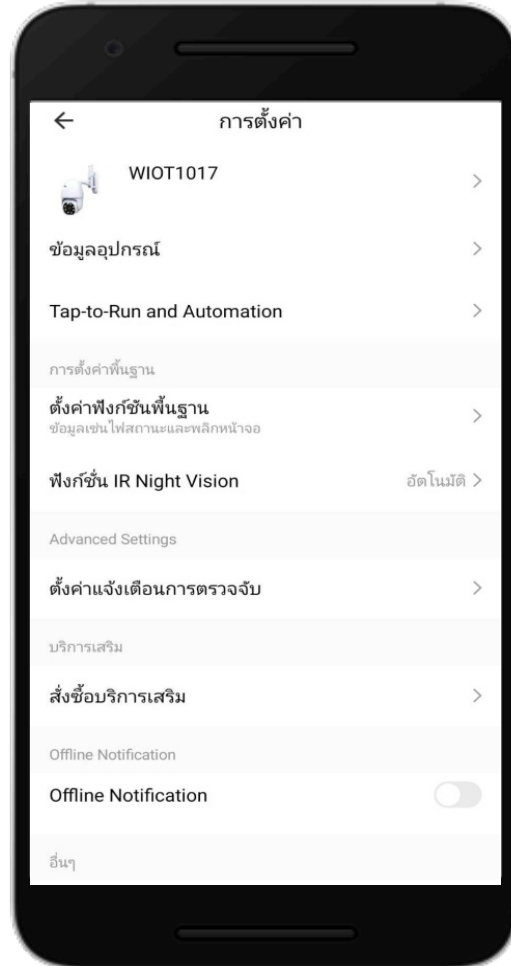 การตั้งค่า
WIOT1017
ข้อมูลอุปกรณ์
Tap-to-Run and Automation
การตั้งค่าพื้นฐาน
ตั้งค่าฟังก์ชันพื้นฐาน
ข้อมูลเช่นไฟสถานะและพลิกหน้าจอ
ฟังก์ชั่น IR Night Vision อัตโนมัติ
Advanced Settings
ตั้งค่าแจ้งเตือนการตรวจจับ
บริการเสริม
สั่งซื้อบริการเสริม
Offline Notification
Offline Notification
อื่นๆ